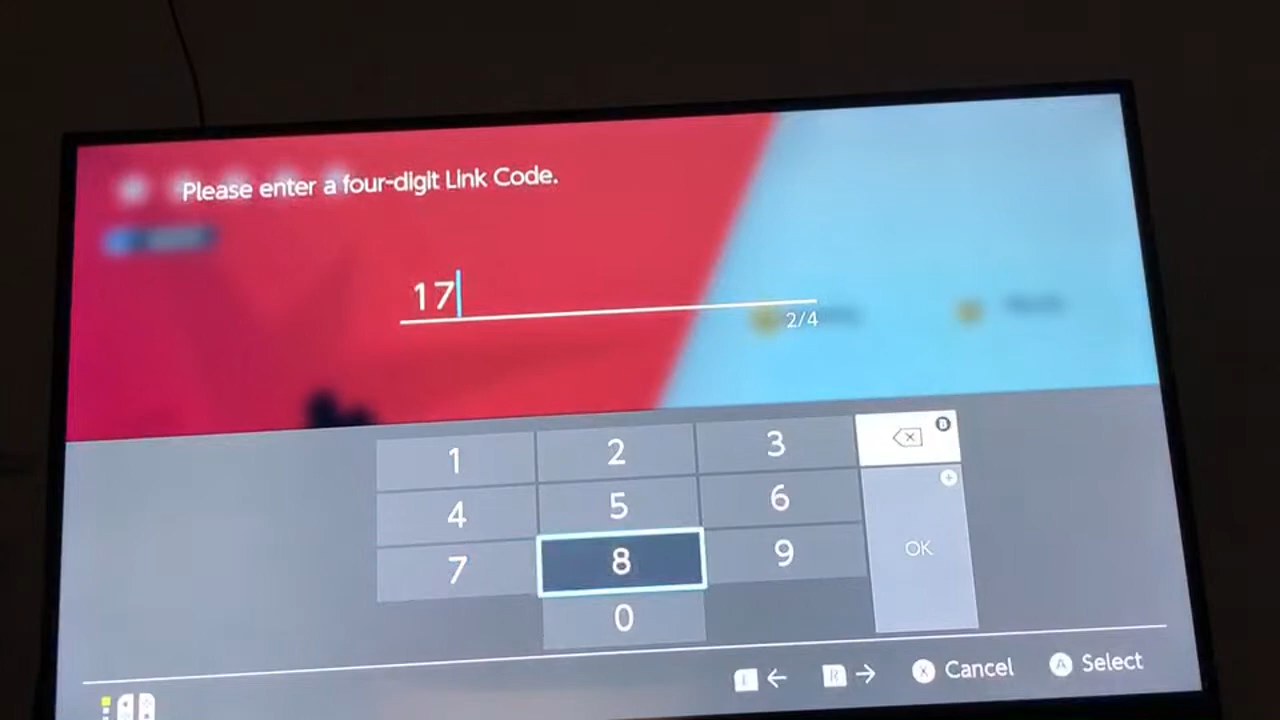 Please enter a four-digit Link Code.
17
2/4
1 2 3
B
4 5 6
7 8 9 OK
0
L ← R → X Cancel A Select